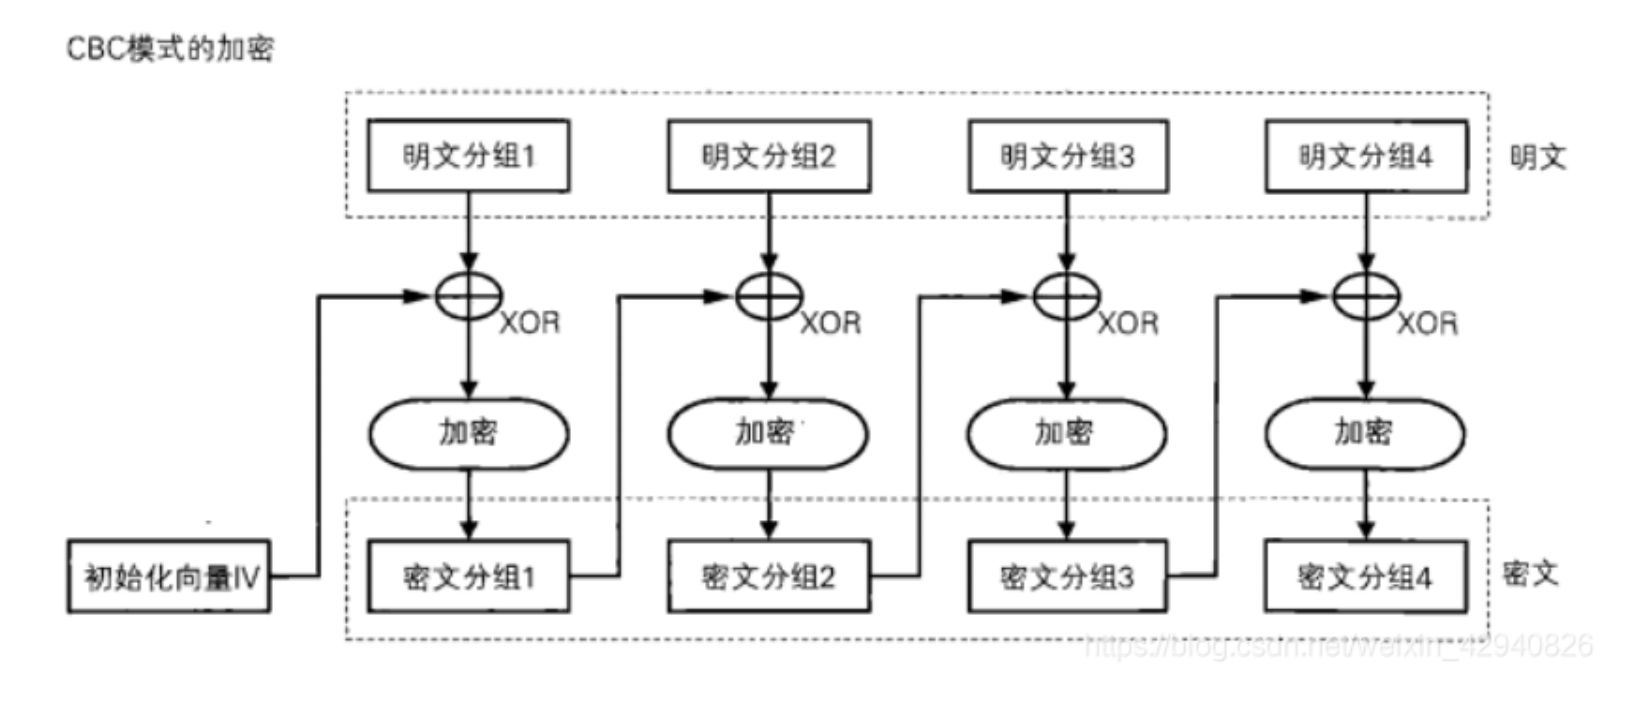 CBC模式的加密
明文分组1
明文分组2
明文分组3
明文分组4
明文
XOR
XOR
XOR
XOR
加密
加密
加密
加密
初始化向量IV
密文分组1
密文分组2
密文分组3
密文分组4
密文
https://blog.csdn.net/weixin_42940826